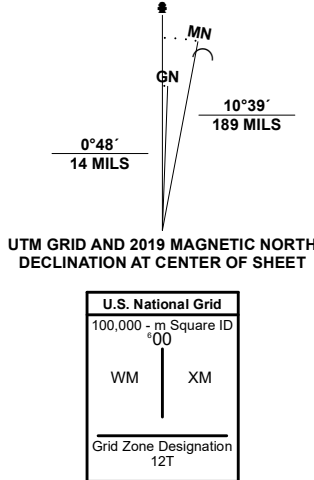 MN
GN
0°48´
14 MILS
10°39´
189 MILS
UTM GRID AND 2019 MAGNETIC NORTH
DECLINATION AT CENTER OF SHEET
U.S. National Grid
100,000 - m Square ID
⁶00
WM XM
Grid Zone Designation
12T